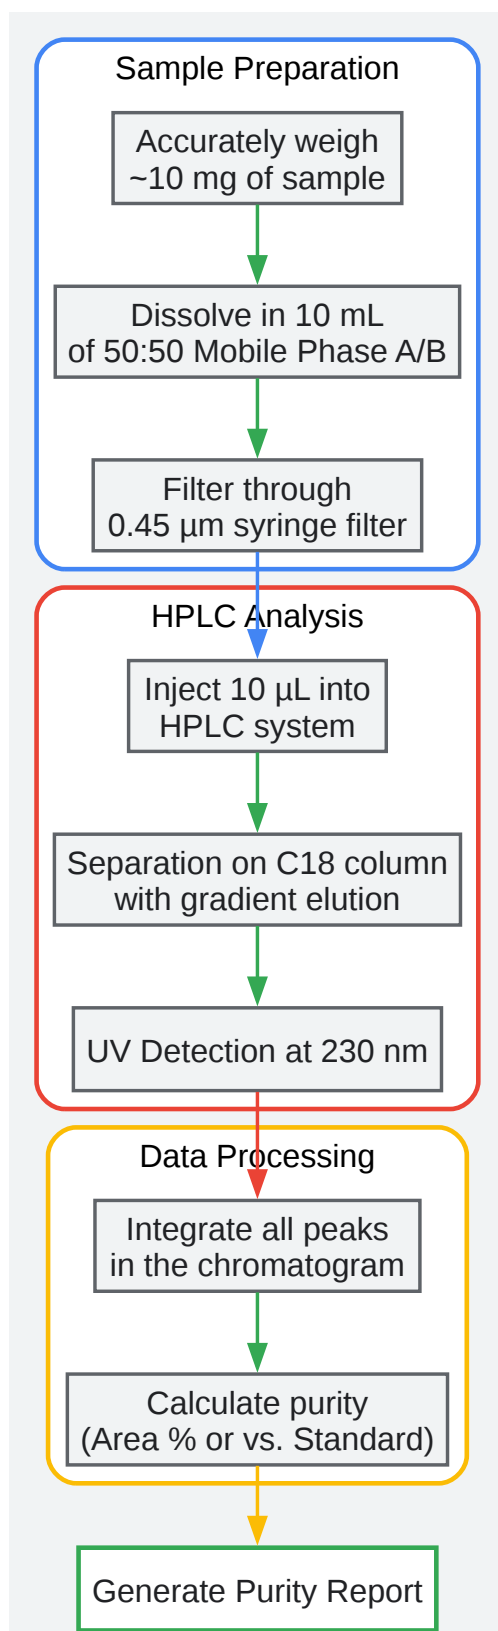 Sample Preparation
Accurately weigh
~10 mg of sample
Dissolve in 10 mL
of 50:50 Mobile Phase A/B
Filter through
0.45 µm syringe filter
HPLC Analysis
Inject 10 µL into
HPLC system
Separation on C18 column
with gradient elution
UV Detection at 230 nm
Data Processing
Integrate all peaks
in the chromatogram
Calculate purity
(Area % or vs. Standard)
Generate Purity Report